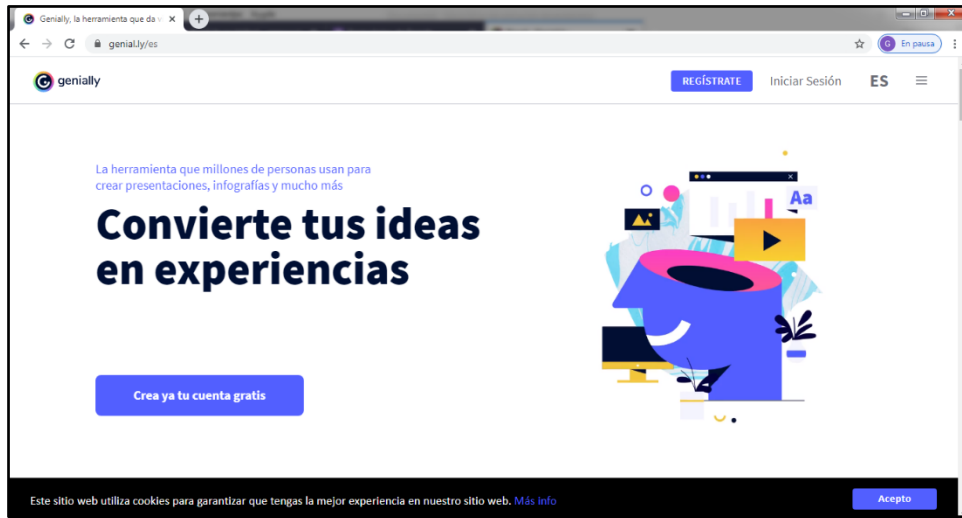 Genially, la herramienta que da v
genial.ly/es
G
En pausa
genially
REGÍSTRATE
Iniciar Sesión
ES
La herramienta que millones de personas usan para
crear presentaciones, infografías y mucho más
Convierte tus ideas
en experiencias
Aa
Crea ya tu cuenta gratis
Este sitio web utiliza cookies para garantizar que tengas la mejor experiencia en nuestro sitio web. Más info
Acepto